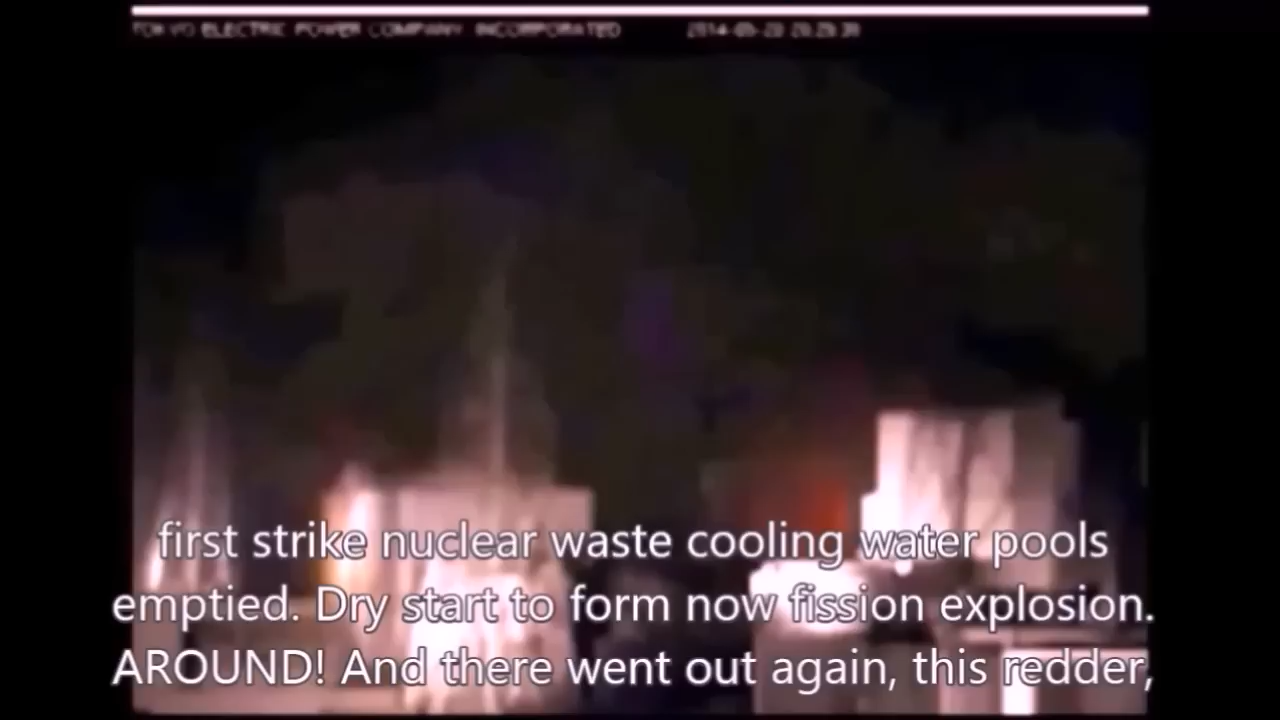 TOKYO ELECTRIC POWER COMPANY INCORPORATED
first strike nuclear waste cooling water pools
emptied. Dry start to form now fission explosion.
AROUND! And there went out again, this redder,